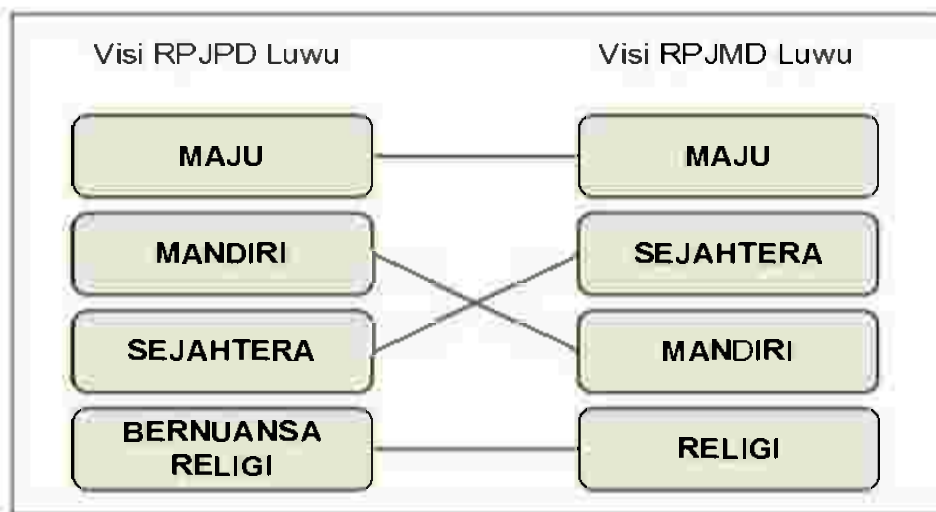 Visi RPJPD Luwu
Visi RPJMD Luwu
MAJU
MAJU
MANDIRI
SEJAHTERA
SEJAHTERA
MANDIRI
BERNUANSA
RELIGI
RELIGI